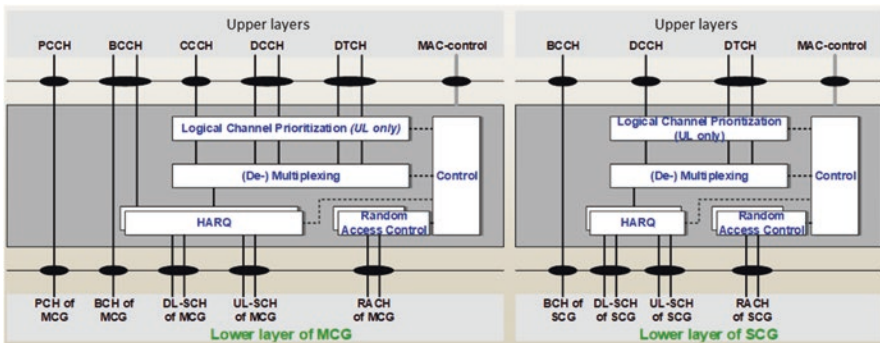 Upper layers
PCCH BCCH CCCH DCCH DTCH MAC-control
Logical Channel Prioritization (UL only)
(De-) Multiplexing
Control
HARQ
Random
Access Control
PCH of
MCG
BCH of
MCG
DL-SCH
of MCG
UL-SCH
of MCG
RACH
of MCG
Lower layer of MCG
Upper layers
BCCH DCCH DTCH MAC-control
Logical Channel Prioritization
(UL only)
(De-) Multiplexing
Control
HARQ
Random
Access Control
BCH of
SCG
DL-SCH
of SCG
UL-SCH
of SCG
RACH
of SCG
Lower layer of SCG